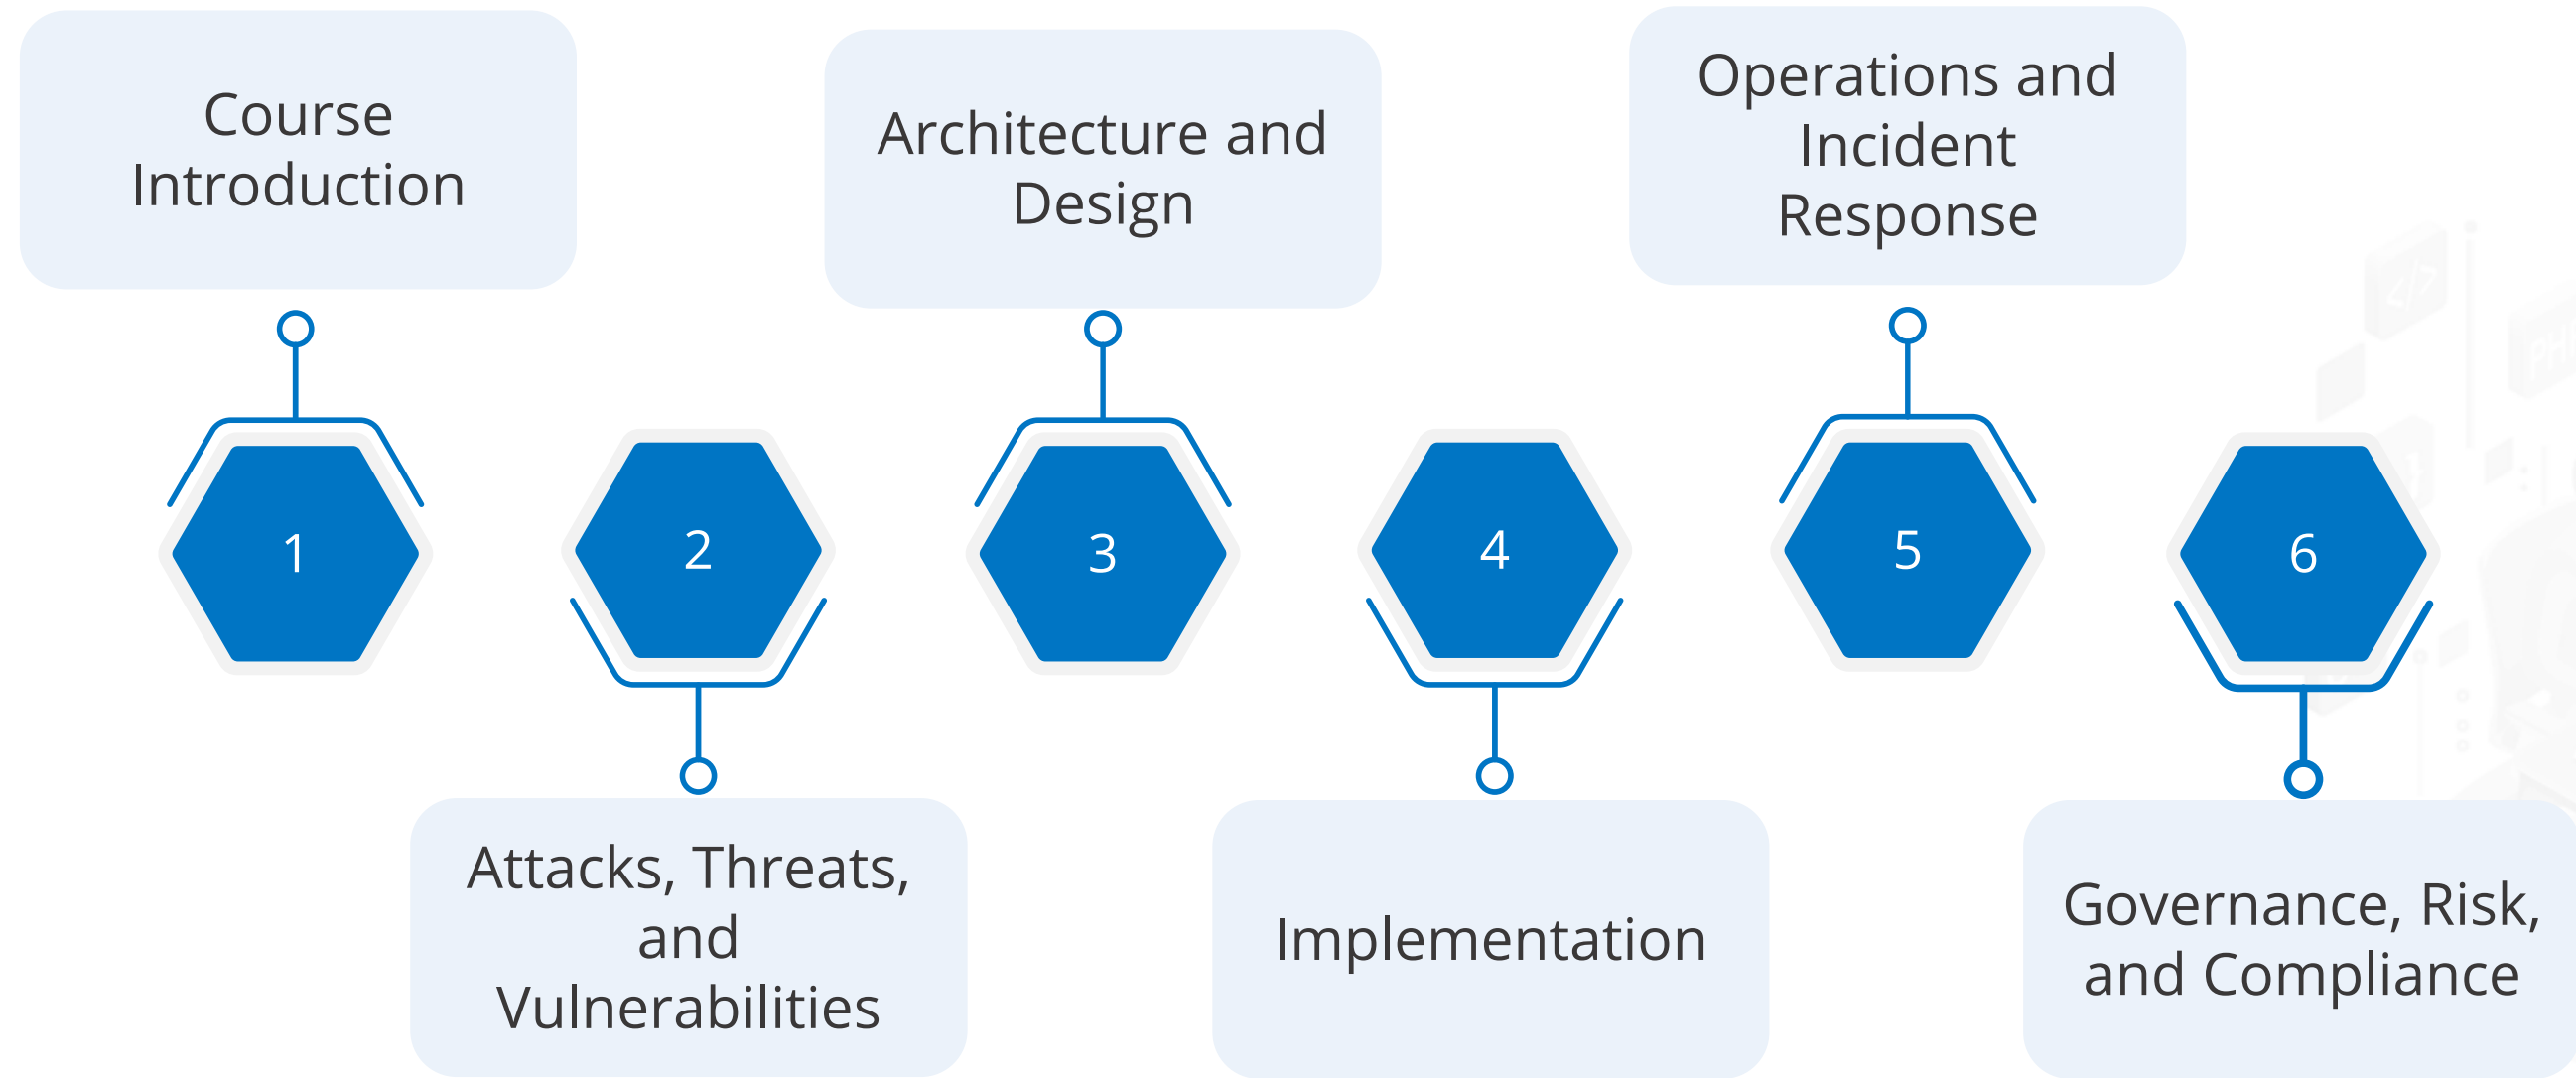 Course
Introduction
1
Attacks, Threats,
and
Vulnerabilities
2
Architecture and
Design
3
Implementation
4
Operations and
Incident
Response
5
Governance, Risk,
and Compliance
6